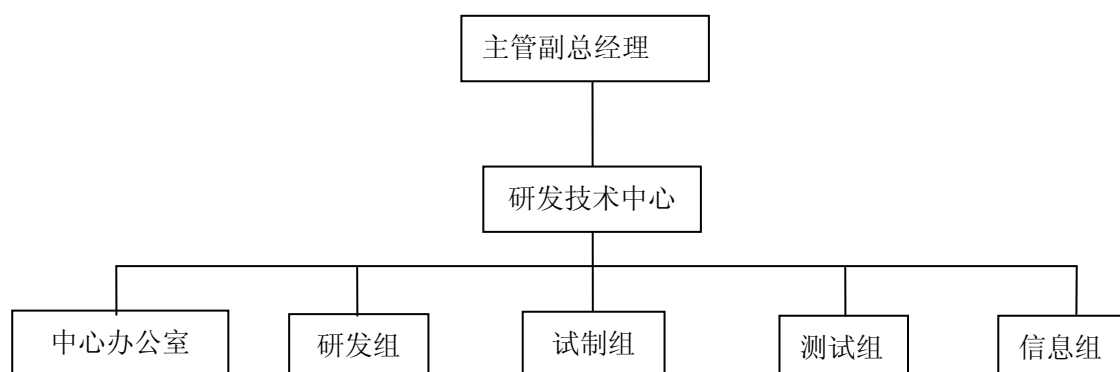 主管副总经理
研发技术中心
中心办公室
研发组
试制组
测试组
信息组